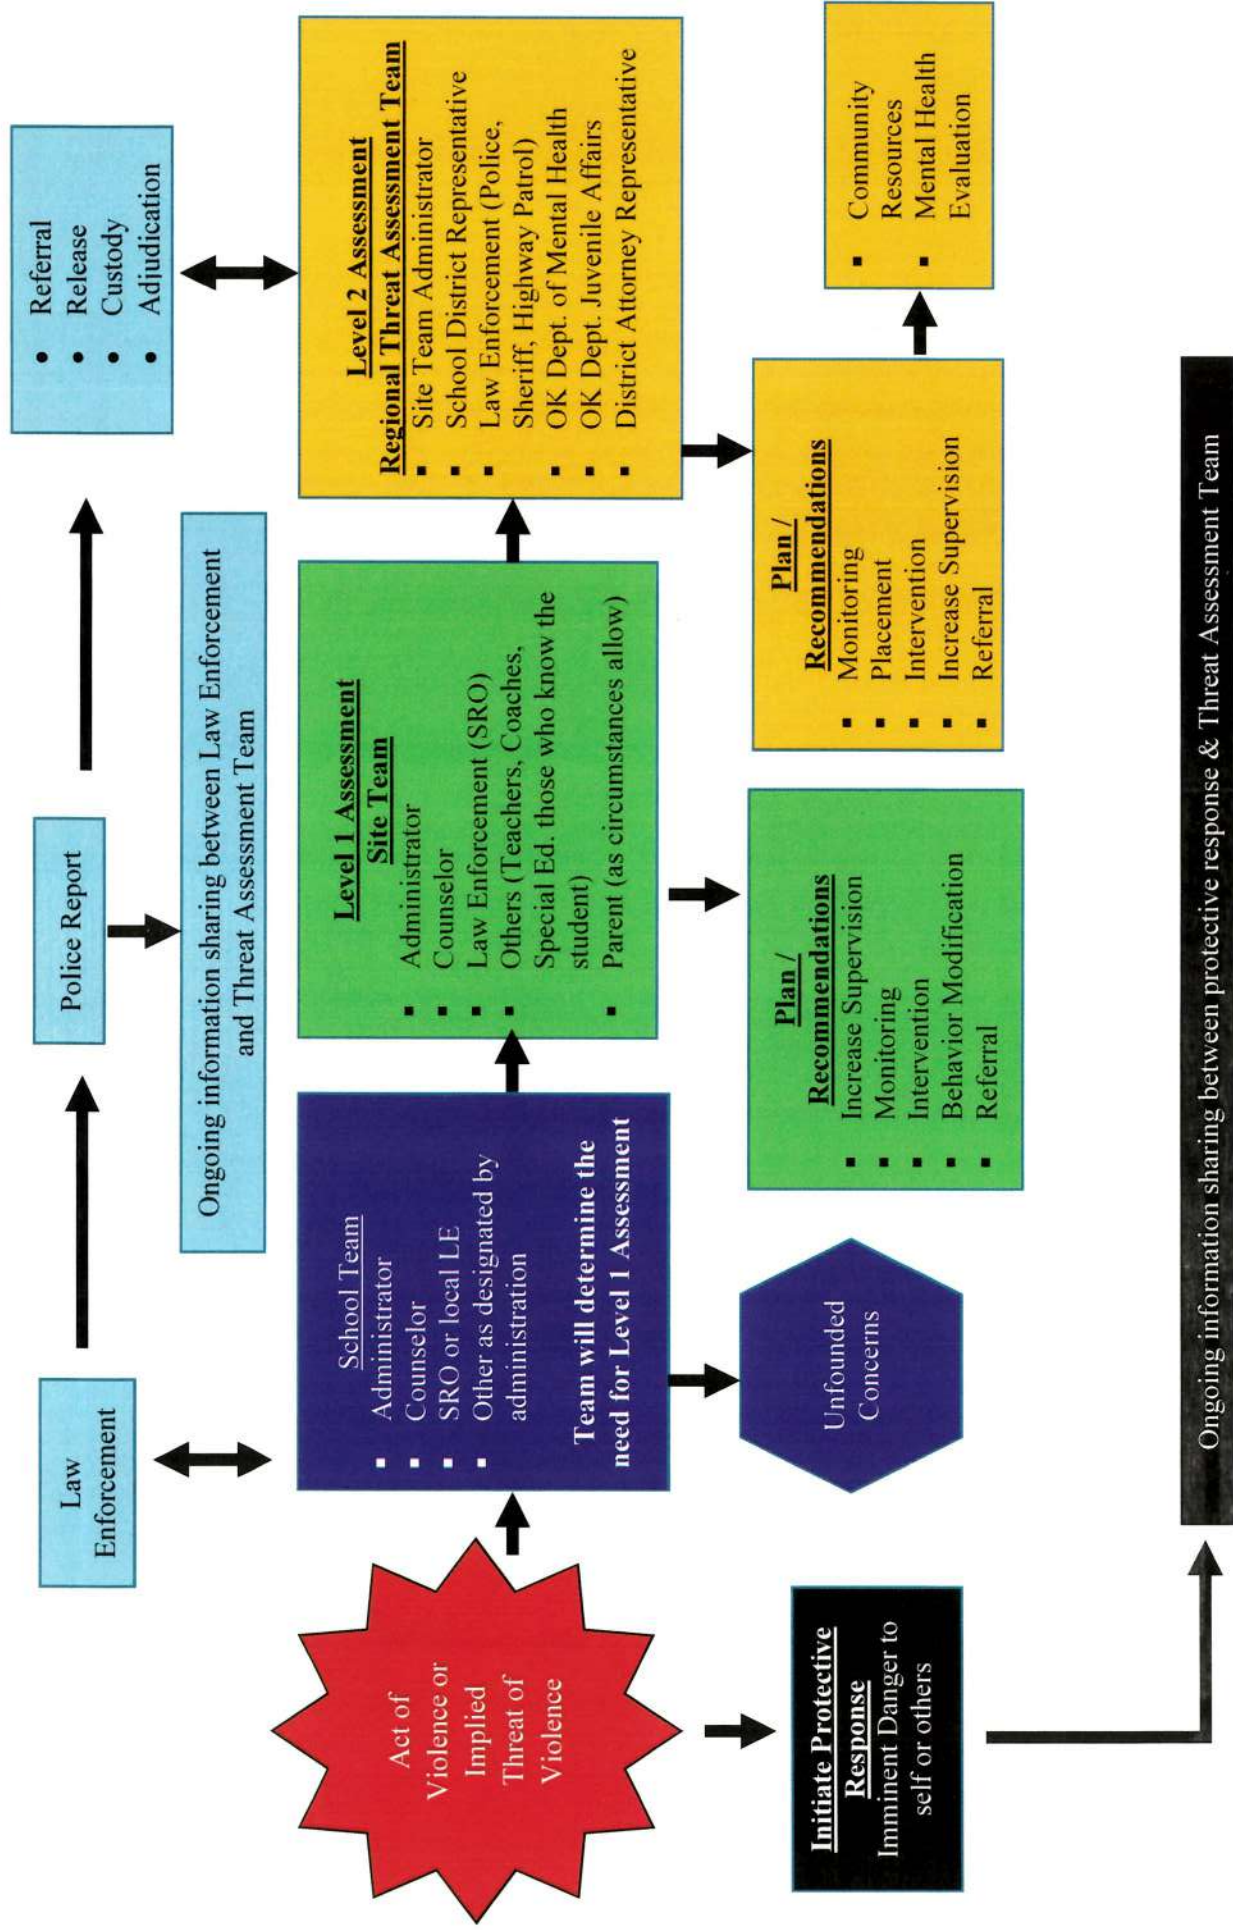 Law
Enforcement
Police Report
• Referral
• Release
• Custody
• Adjudication
Ongoing information sharing between Law Enforcement
and Threat Assessment Team
Act of
Violence or
Implied
Threat of
Violence
School Team
▪ Administrator
▪ Counselor
▪ SRO or local LE
▪ Other as designated by
administration
Team will determine the
need for Level 1 Assessment
Level 1 Assessment
Site Team
▪ Administrator
▪ Counselor
▪ Law Enforcement (SRO)
▪ Others (Teachers, Coaches,
Special Ed. those who know the
student)
▪ Parent (as circumstances allow)
Level 2 Assessment
Regional Threat Assessment Team
▪ Site Team Administrator
▪ School District Representative
▪ Law Enforcement (Police,
Sheriff, Highway Patrol)
▪ OK Dept. of Mental Health
▪ OK Dept. Juvenile Affairs
▪ District Attorney Representative
Initiate Protective
Response
Imminent Danger to
self or others
Unfounded
Concerns
Plan /
Recommendations
▪ Increase Supervision
▪ Monitoring
▪ Intervention
▪ Behavior Modification
▪ Referral
Plan /
Recommendations
▪ Monitoring
▪ Placement
▪ Intervention
▪ Increase Supervision
▪ Referral
▪ Community
Resources
▪ Mental Health
Evaluation
Ongoing information sharing between protective response & Threat Assessment Team